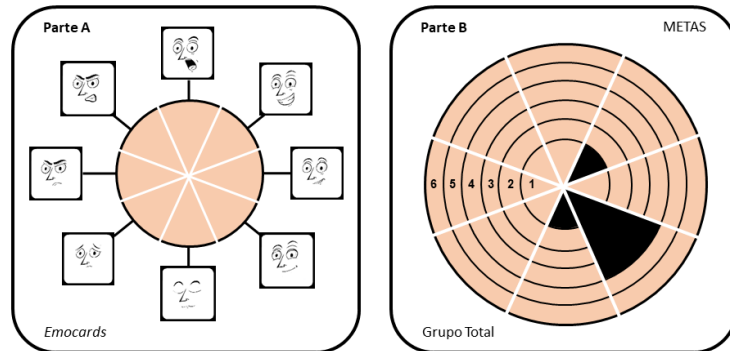 Parte A
Emocards
Parte B
METAS
6 5 4 3 2 1
Grupo Total